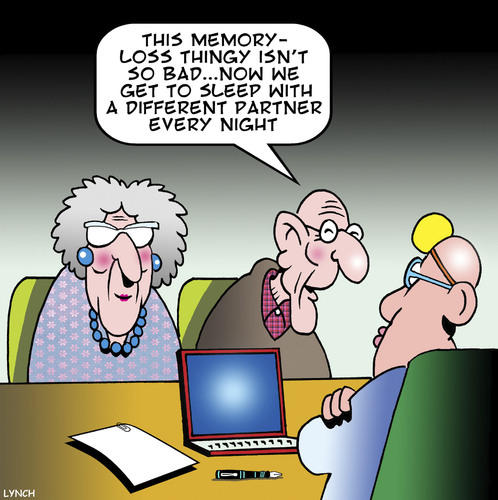 THIS MEMORY-
LOSS THINGY ISN'T
SO BAD...NOW WE
GET TO SLEEP WITH
A DIFFERENT PARTNER
EVERY NIGHT
LYNCH